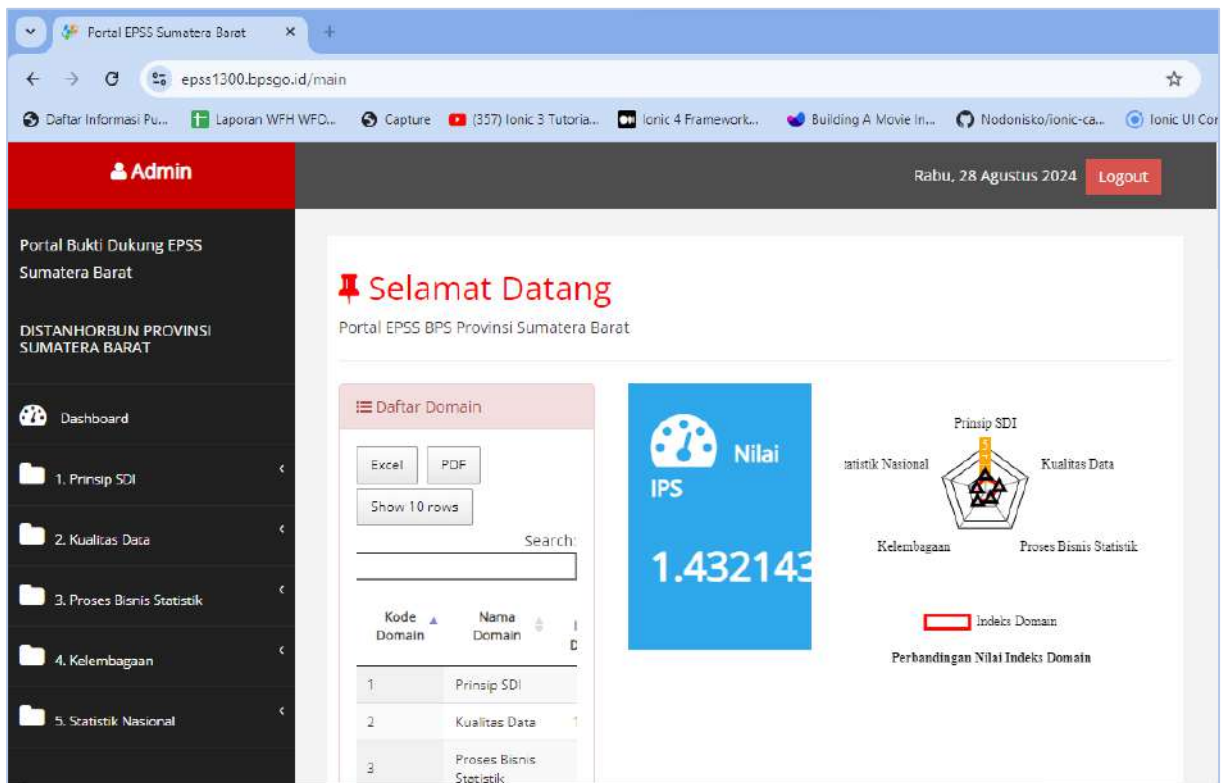 Portal EPSS Sumatera Barat
epss1300.bpsgo.id/main
Daftar Informasi Pu...
Laporan WFH WFO...
Capture
(357) Ionic 3 Tutoria...
Ionic 4 Framework...
Building A Movie In...
Nodonisko/ionic-ca...
Ionic UI Cor
Admin
Rabu, 28 Agustus 2024
Logout
Portal Bukti Dukung EPSS
Sumatera Barat
DISTANHORBUN PROVINSI
SUMATERA BARAT
Dashboard
1. Prinsip SDI
2. Kualitas Data
3. Proses Bisnis Statistik
4. Kelembagaan
5. Statistik Nasional
Selamat Datang
Portal EPSS BPS Provinsi Sumatera Barat
Daftar Domain
Excel
PDF
Show 10 rows
Search:
Kode
Domain
Nama
Domain
1
Prinsip SDI
2
Kualitas Data
3
Proses Bisnis
Statistik
Nilai
IPS
1.432143
Prinsip SDI
atistik Nasional
Kualitas Data
Kelembagaan
Proses Bisnis Statistik
Indeks Domain
Perbandingan Nilai Indeks Domain